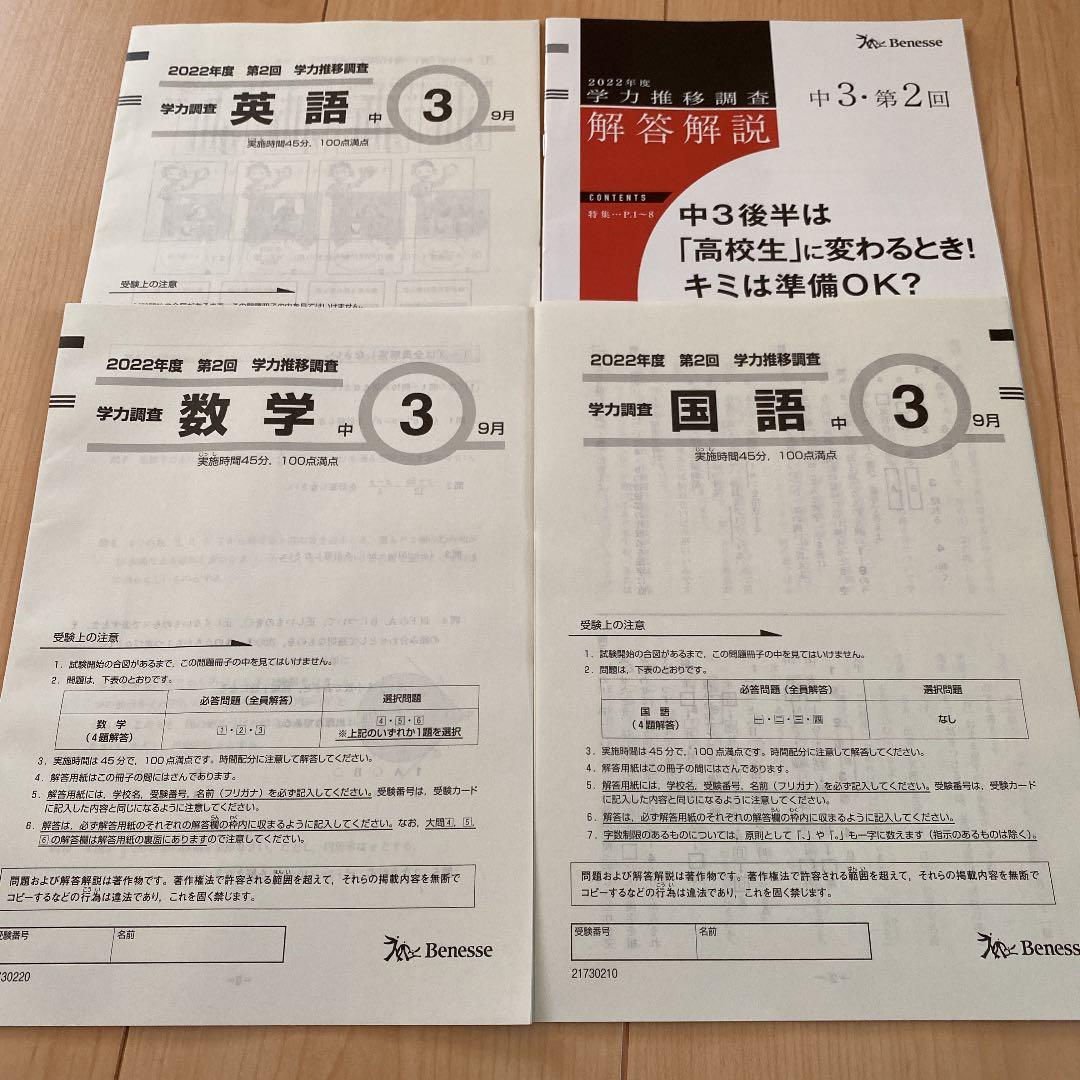 2022年度 第2回 学力推移調査
学力調査 英語 中 3 9月
実施時間45分，100点満点
受験上の注意
Benesse
2022年度
学力推移調査
解答解説
中3・第2回
CONTENTS
特集…P.1～8
中3後半は
「高校生」に変わるとき!
キミは準備OK?
2022年度 第2回 学力推移調査
学力調査 数学 中 3 9月
じっし
実施時間45分，100点満点
受験上の注意
1．試験開始の合図があるまで，この問題冊子の中を見てはいけません。
2．問題は，下表のとおりです。
必答問題（全員解答） 選択問題
数学
（4題解答）
1・2・3
4・5・6
※上記のいずれか1題を選択
3．実施時間は45分で，100点満点です。時間配分に注意して解答してください。
4．解答用紙はこの冊子の間にはさんであります。
5．解答用紙には，学校名，受験番号，名前（フリガナ）を必ず記入してください。受験番号は，受験カード
に記入した内容と同じになるように注意してください。
らん わく
6．解答は，必ず解答用紙のそれぞれの解答欄の枠内に収まるように記入してください。なお，大問4，5，
6の解答欄は解答用紙の裏面にありますので注意してください。
はんい
問題および解答解説は著作物です。著作権法で許容される範囲を超えて，それらの掲載内容を無断で
こうい
コピーするなどの行為は違法であり，これを固く禁じます。
受験番号 名前
Benesse
30220
2022年度 第2回 学力推移調査
学力調査 国語 中 3 9月
じっし
実施時間45分，100点満点
受験上の注意
1．試験開始の合図があるまで，この問題冊子の中を見てはいけません。
2．問題は，下表のとおりです。
必答問題（全員解答） 選択問題
国語
（4題解答）
一・二・三・四
なし
3．実施時間は45分で，100点満点です。時間配分に注意して解答してください。
4．解答用紙はこの冊子の間にはさんであります。
5．解答用紙には，学校名，受験番号，名前（フリガナ）を必ず記入してください。受験番号は，受験カード
に記入した内容と同じになるように注意してください。
らん わく
6．解答は，必ず解答用紙のそれぞれの解答欄の枠内に収まるように記入してください。
7．字数制限のあるものについては，原則として「、」や「。」も一字に数えます（指示のあるものは除く）。
はんい
問題および解答解説は著作物です。著作権法で許容される範囲を超えて，それらの掲載内容を無断で
こうい
コピーするなどの行為は違法であり，これを固く禁じます。
受験番号 名前
Benesse
21730210